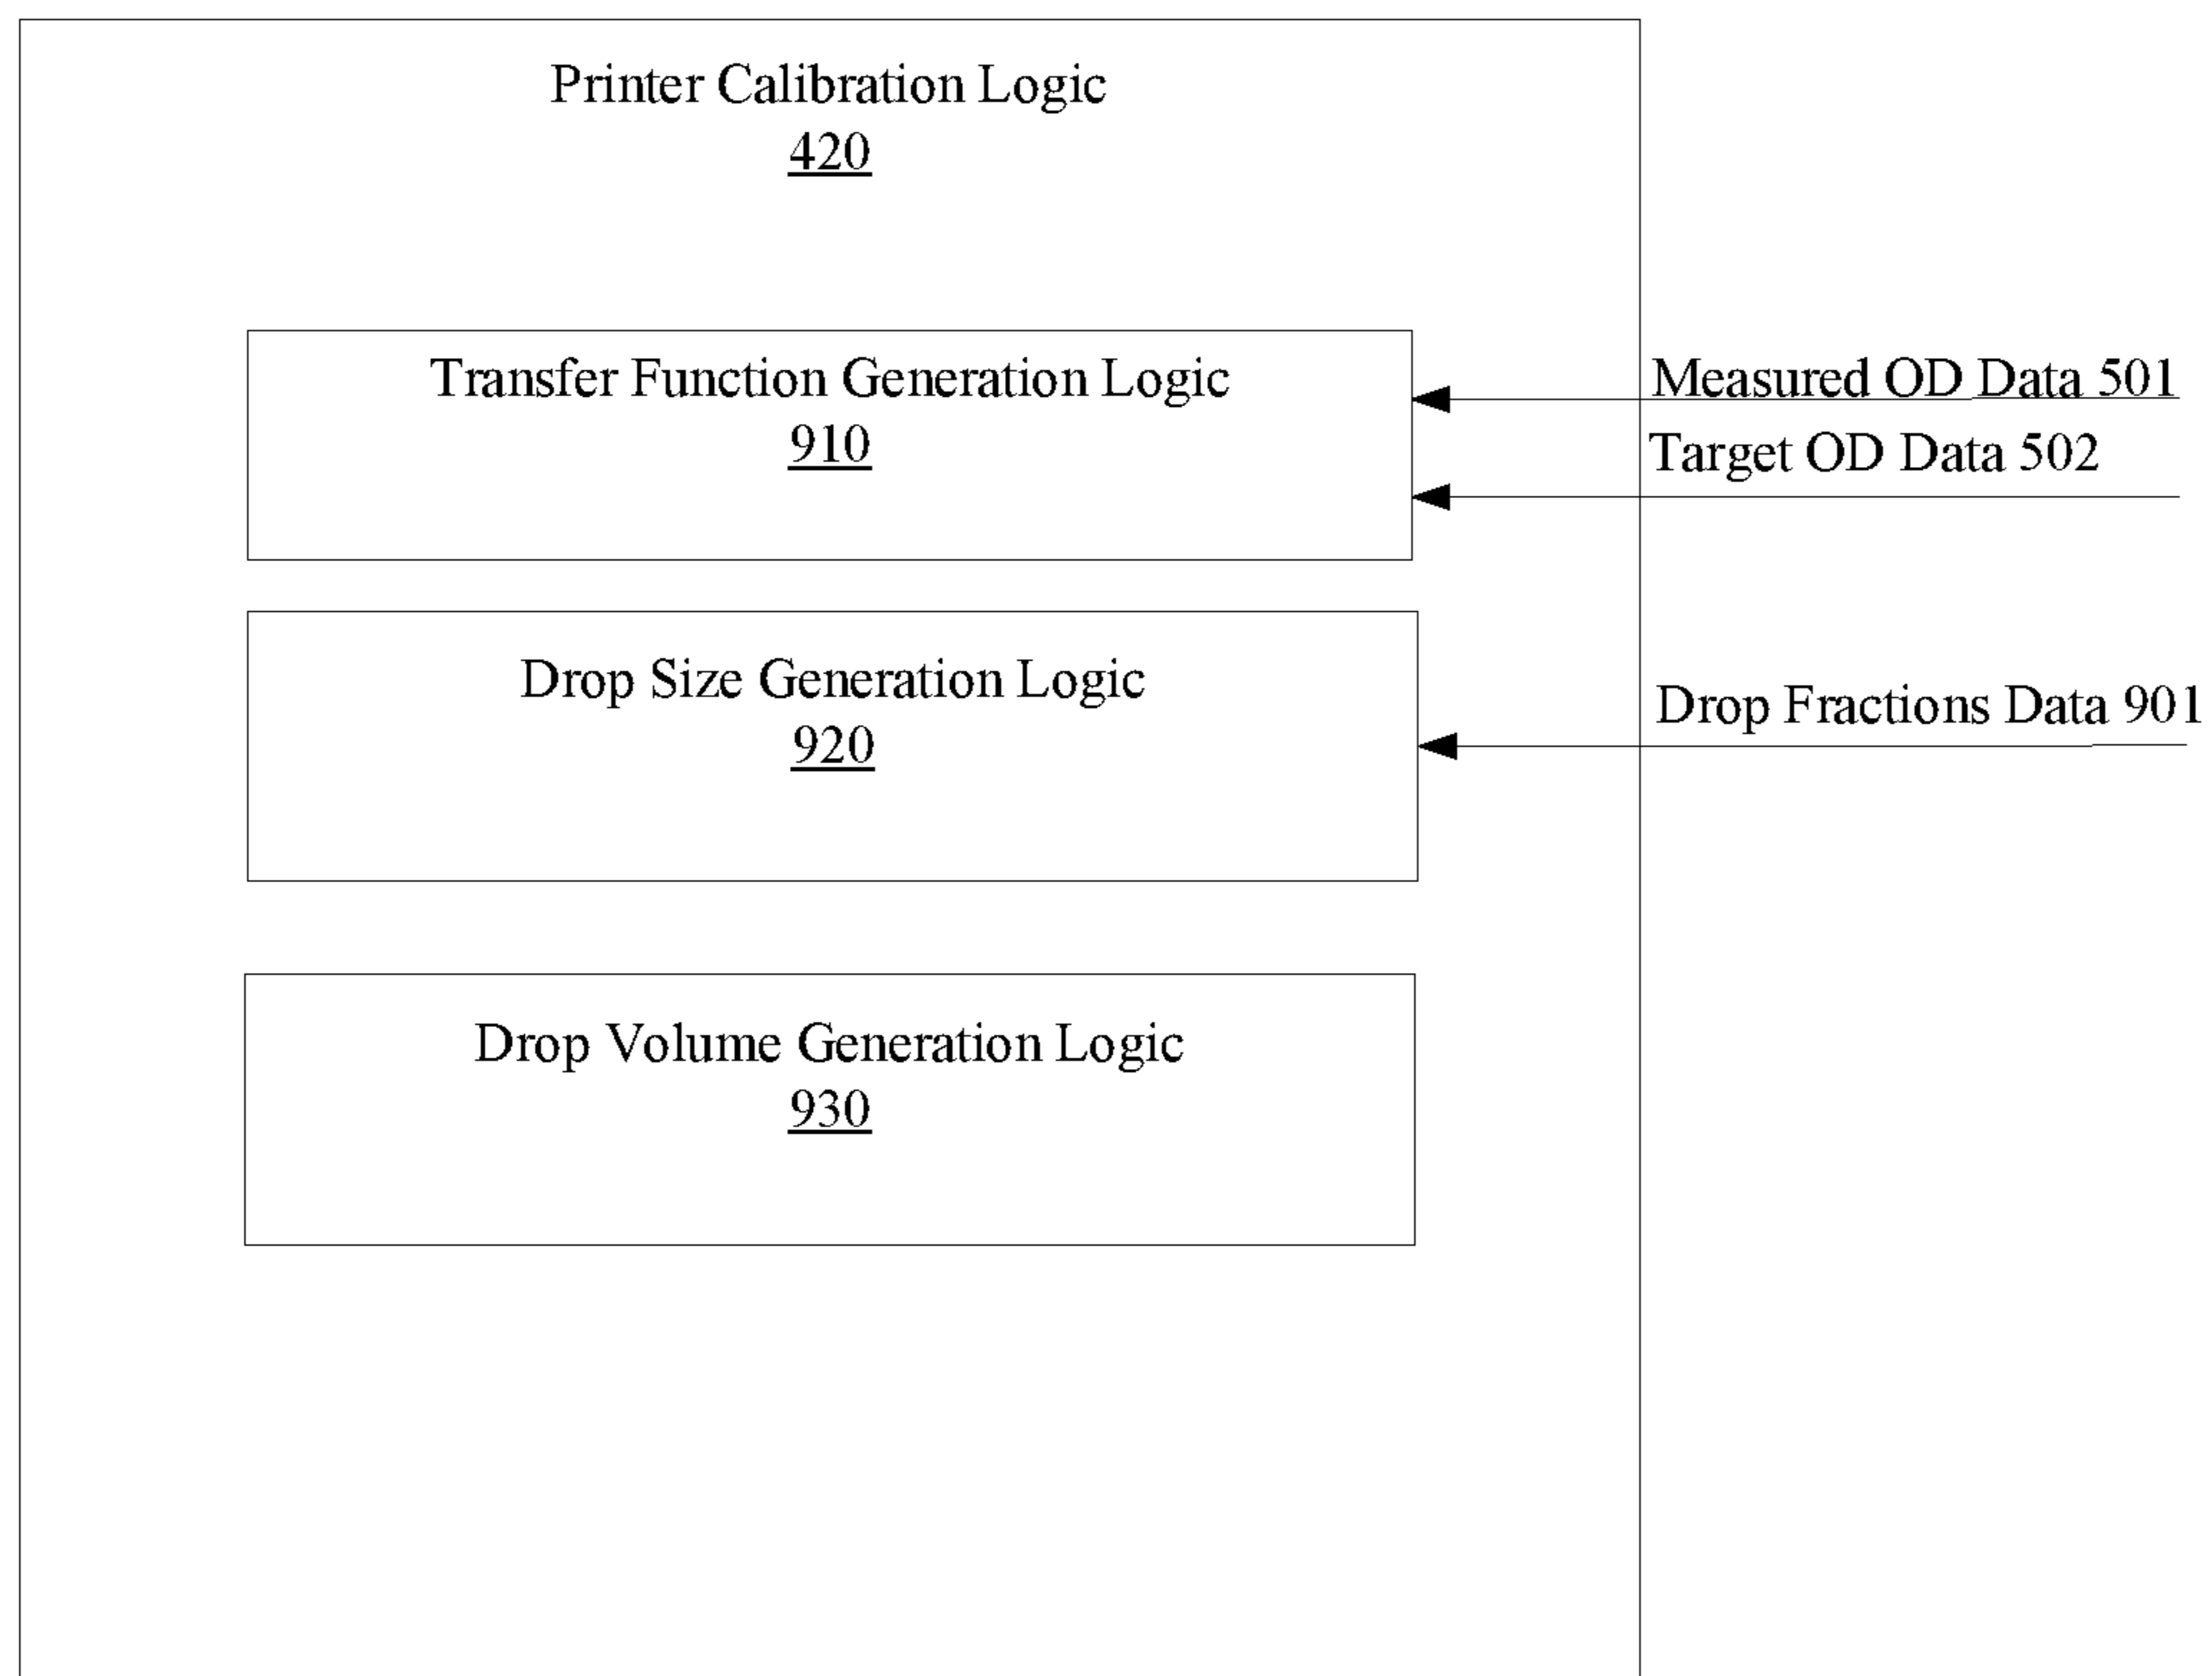 Printer Calibration Logic
420
Transfer Function Generation Logic
910
Measured OD Data 501
Target OD Data 502
Drop Size Generation Logic
920
Drop Fractions Data 901
Drop Volume Generation Logic
930